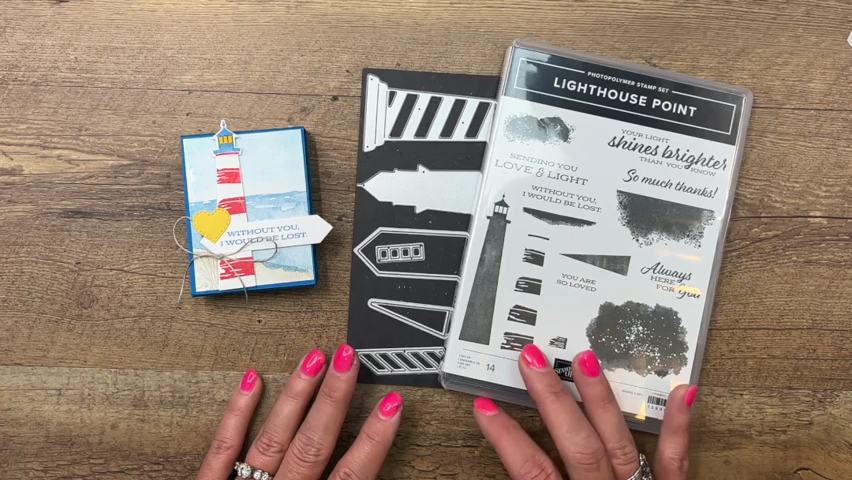 WITHOUT YOU,
I WOULD BE LOST.
PHOTOPOLYMER STAMP SET
LIGHTHOUSE POINT
YOUR LIGHT
shines brighter
THAN YOU KNOW
SENDING YOU
LOVE & LIGHT
So much thanks!
WITHOUT YOU,
I WOULD BE LOST.
YOU ARE
SO LOVED
Always
HERE
FOR
You
14